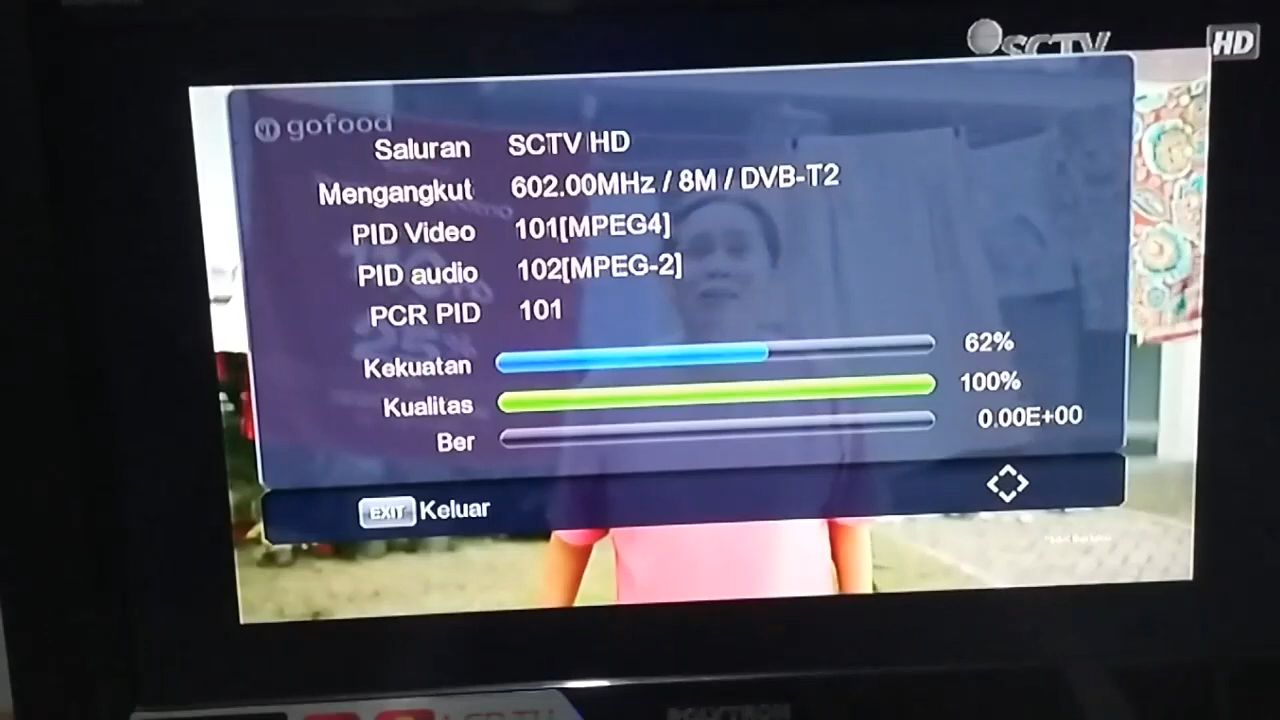 SCTV HD
gofood
Saluran SCTV HD
Mengangkut 602.00MHz / 8M / DVB-T2
PID Video 101[MPEG4]
PID audio 102[MPEG-2]
PCR PID 101
25%
Kekuatan 62%
Kualitas 100%
Ber 0.00E+00
EXIT Keluar